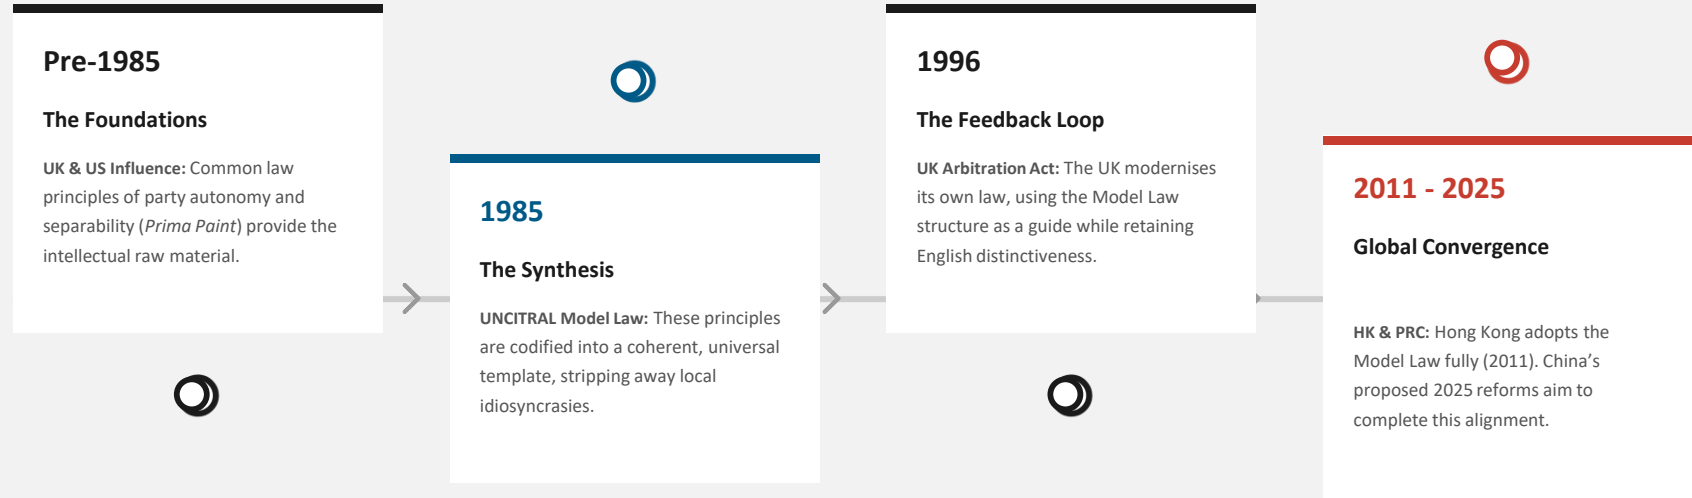 Pre-1985
The Foundations
UK & US Influence: Common law
principles of party autonomy and
separability (Prima Paint) provide the
intellectual raw material.
1985
The Synthesis
UNCITRAL Model Law: These principles
are codified into a coherent, universal
template, stripping away local
idiosyncrasies.
1996
The Feedback Loop
UK Arbitration Act: The UK modernises
its own law, using the Model Law
structure as a guide while retaining
English distinctiveness.
2011 - 2025
Global Convergence
HK & PRC: Hong Kong adopts the
Model Law fully (2011). China’s
proposed 2025 reforms aim to
complete this alignment.